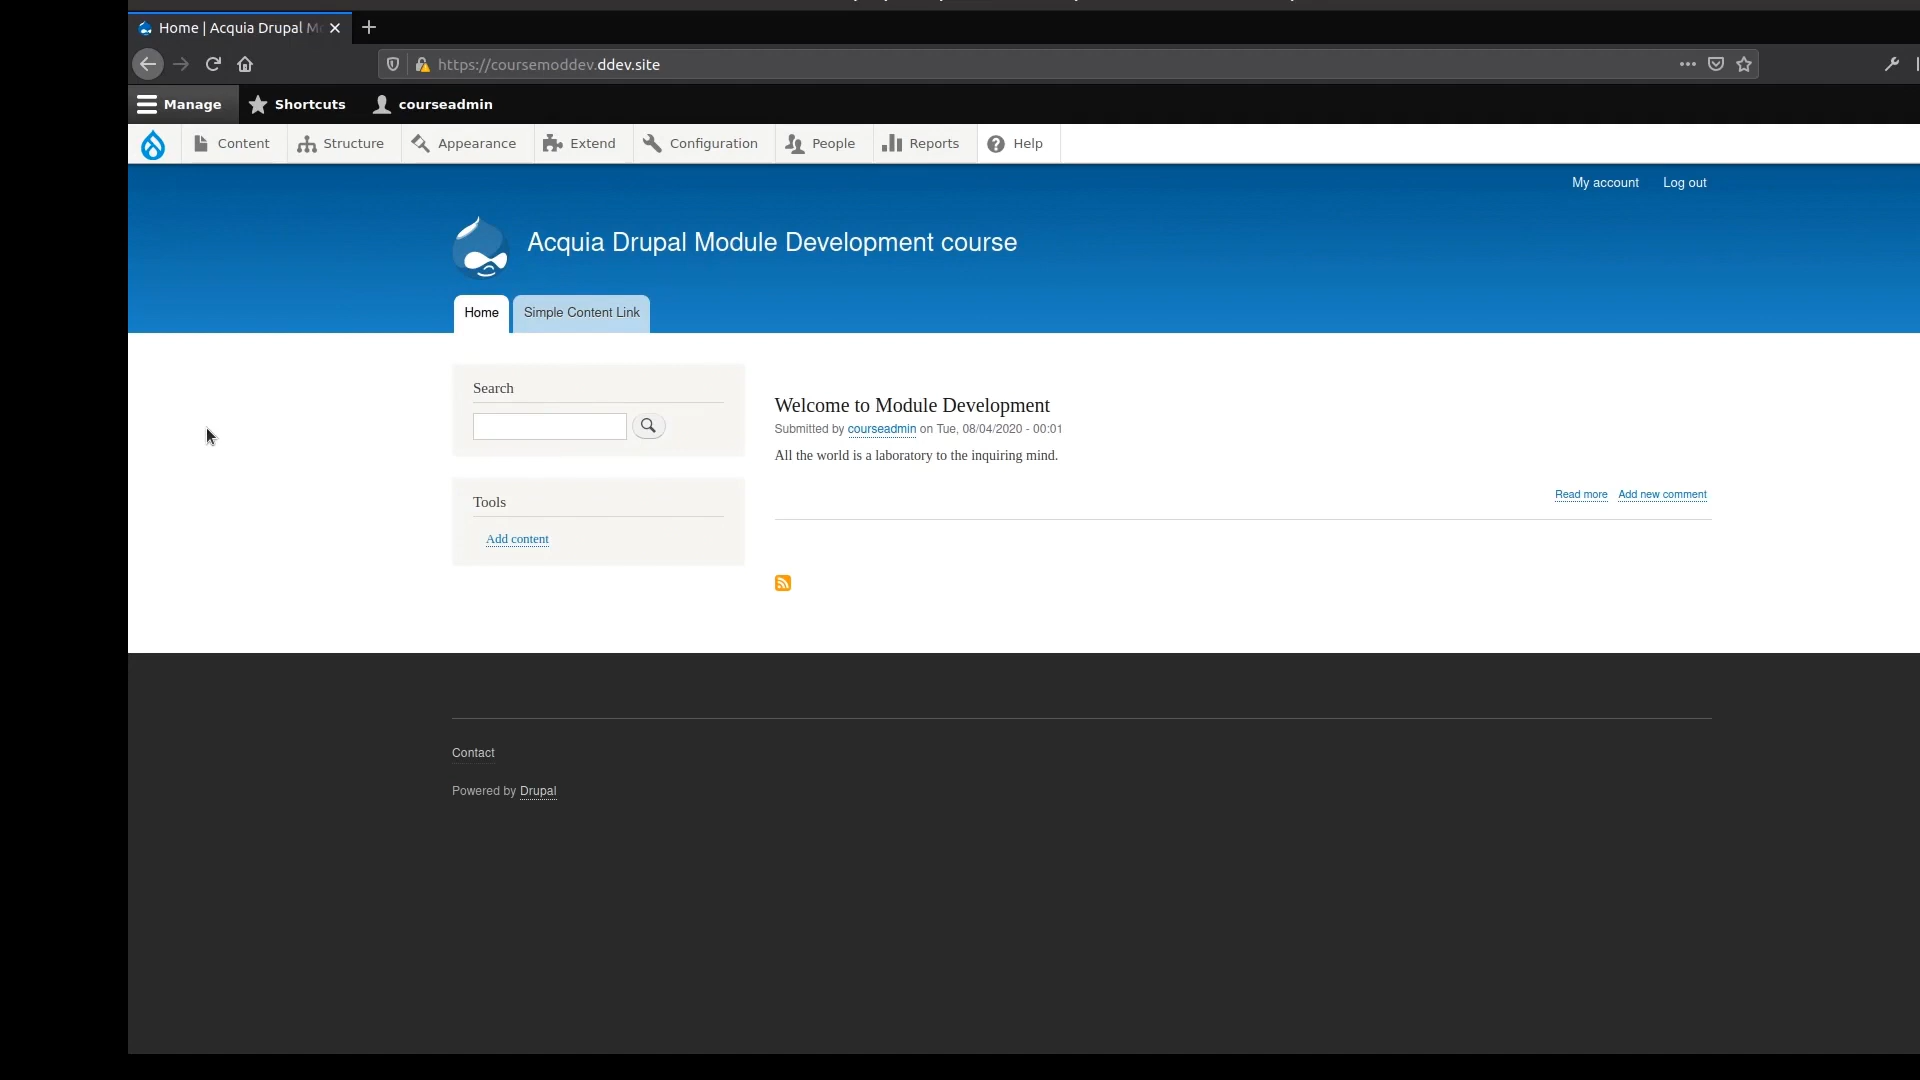 Home | Acquia Drupal M
https://coursemoddev.ddev.site
Manage Shortcuts courseadmin
Content Structure Appearance Extend Configuration People Reports Help
My account Log out
Acquia Drupal Module Development course
Home Simple Content Link
Search
Welcome to Module Development
Submitted by courseadmin on Tue, 08/04/2020 - 00:01
All the world is a laboratory to the inquiring mind.
Read more Add new comment
Tools
Add content
Contact
Powered by Drupal